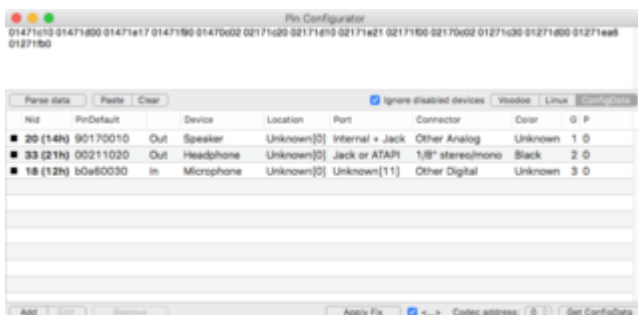 Pin Configurator
01471c10 01471d00 01471e17 01471f90 01470c02 02171c20 02171d10 02171e21 02171f00 02170c02 01271c30 01271d00 01271ea6
01271fb0
Parse data Paste Clear Ignore disabled devices Voodoo Linux ConfigData
Nid PinDefault Device Location Port Connector Color G P
20 (14h) 90170010 Out Speaker Unknown[0] Internal + Jack Other Analog Unknown 1 0
33 (21h) 00211020 Out Headphone Unknown[0] Jack or ATAPI 1/8" stereo/mono Black 2 0
18 (12h) b0a60030 In Microphone Unknown[0] Unknown[11] Other Digital Unknown 3 0
Add Edit Remove Apply Fix <...> Codec address: 0 Get ConfigData